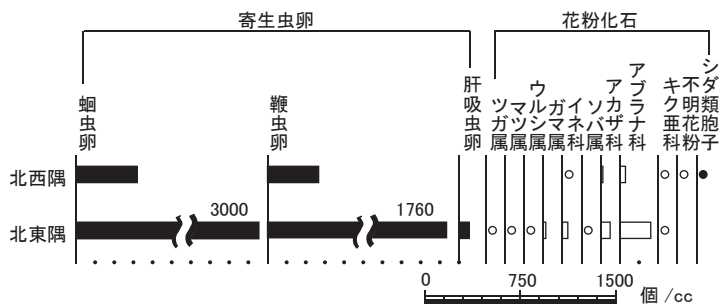 寄生虫卵
花粉化石
蛔虫卵
鞭虫卵
肝吸虫卵
ツガ属
マツ属
ウルシ属
ガマ属
イネ科
ソバ属
アカザ科
アブラナ科
キク亜科
不明花粉
シダ類胞子
北西隅
北東隅
3000
1760
0 750 1500 個 /cc